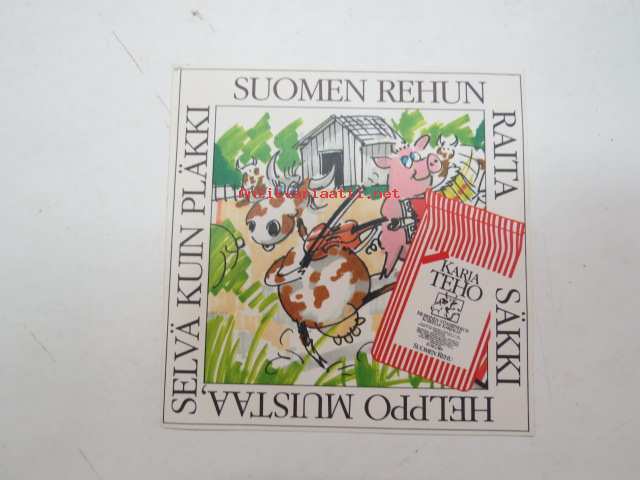 SUOMEN REHUN
RAITA SÄKKI
HELPPO MUISTAA,
SELVÄ KUIN PLÄKKI
KARJA
TEHO
SUOMEN REHU